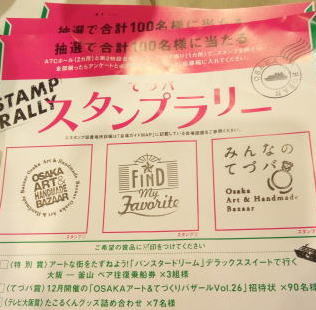 抽選で合計100名様に当たる
抽選で合計100名様に当たる
STAMP
RALLY
てづバ
スタンプラリー
OSAKA
ART&
HANDMADE
BAZAAR
Osaka Art & Handmade Bazaar
FIND
My
Favorite
みんなの
てづバ
Osaka
Art & Handmade
Bazaar
ご希望の賞品に☑印をつけてください
〈特別賞〉アートな街をたずねよう!「パンスタードリーム」デラックススイートで行く
大阪 ― 釜山 ペア往復乗船券 ×3組様
〈てづバ賞〉12月開催の「OSAKAアート&てづくりバザールVol.26」招待状 ×90名様
〈テレビ大阪賞〉たこるくんグッズ詰め合わせ ×7名様